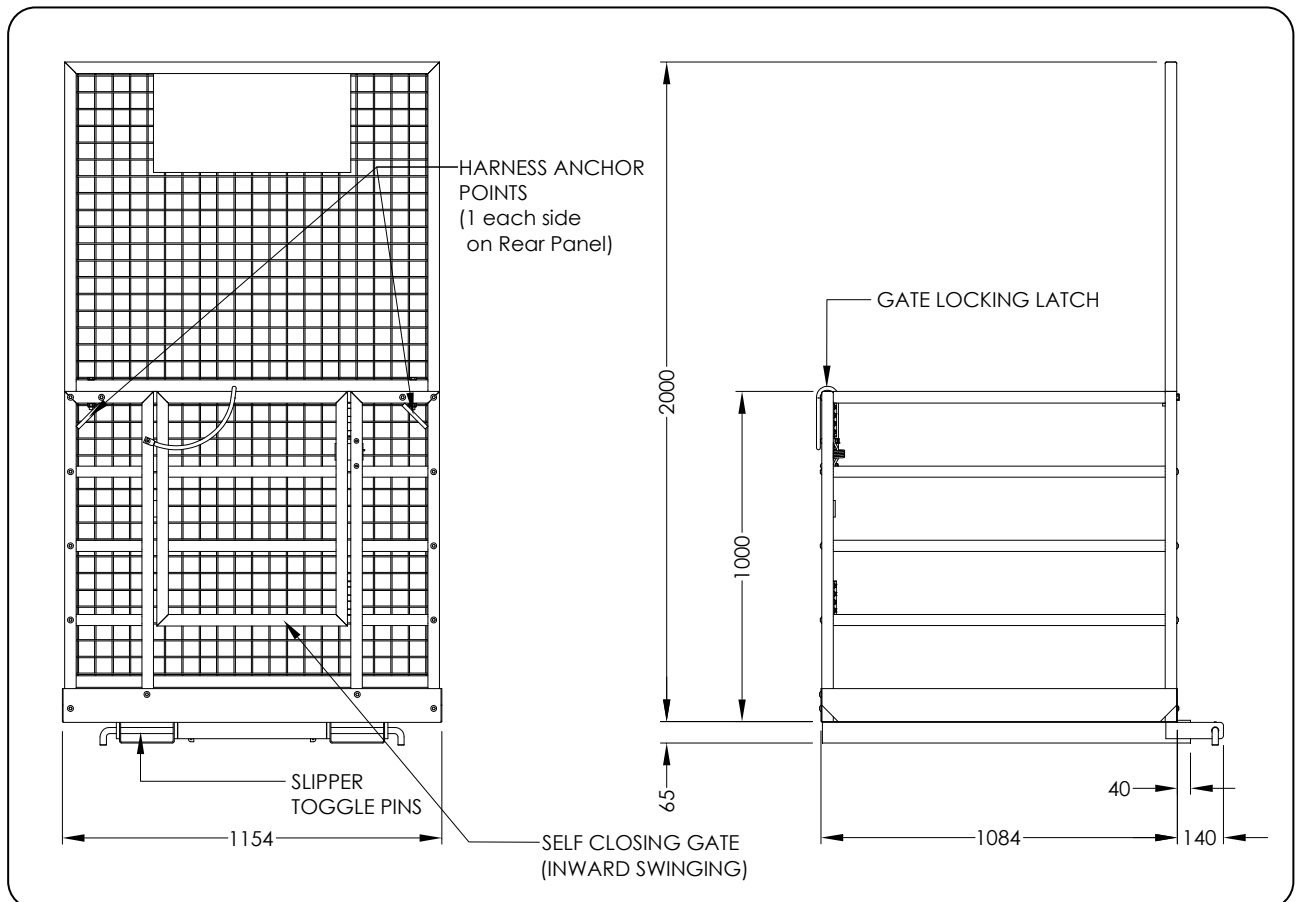 HARNESS ANCHOR
POINTS
(1 each side
on Rear Panel)
GATE LOCKING LATCH
2000
1000
SLIPPER
TOGGLE PINS
65
40
1154
1084
140
SELF CLOSING GATE
(INWARD SWINGING)